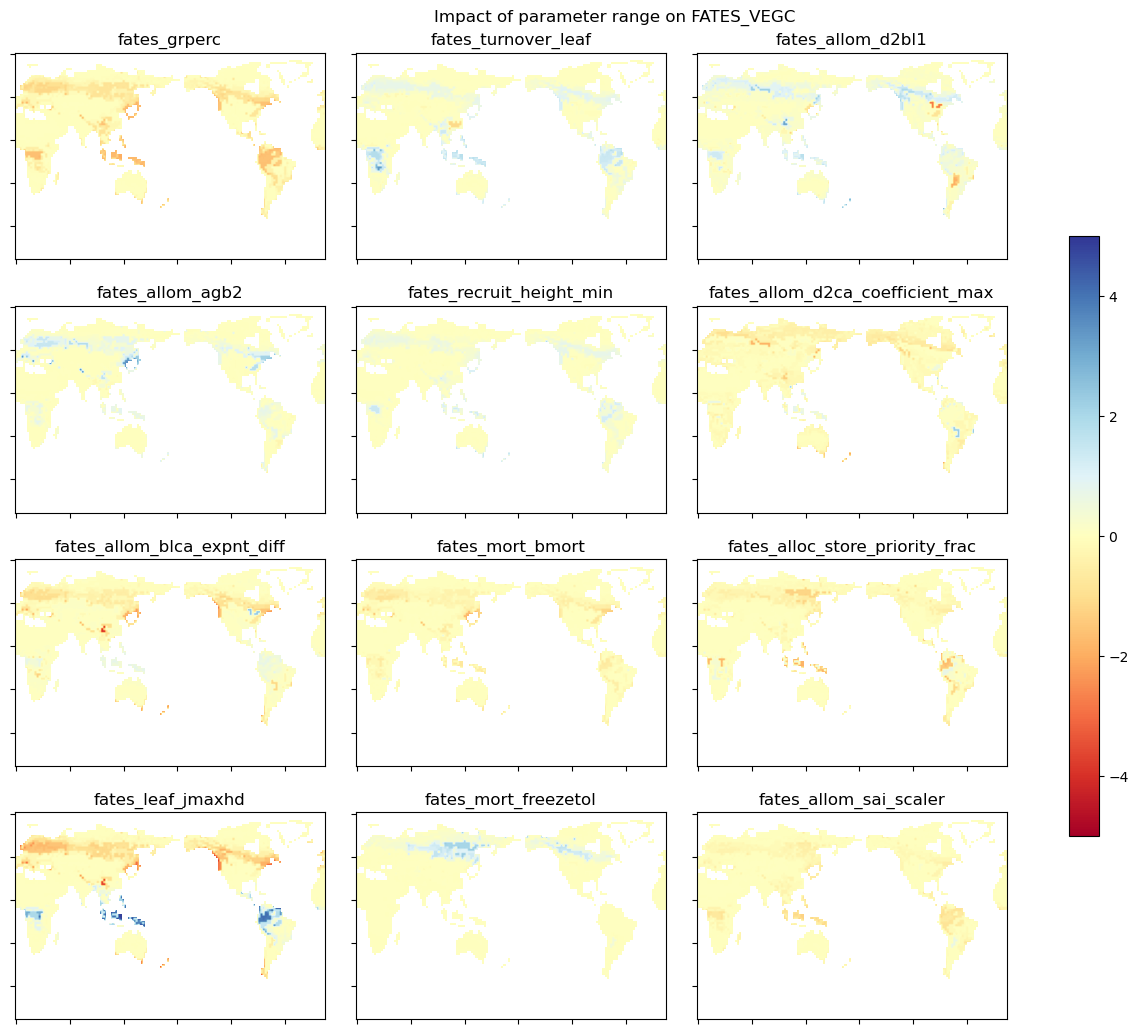 Impact of parameter range on FATES_VEGC
fates_grperc
fates_turnover_leaf
fates_allom_d2bl1
fates_allom_agb2
fates_recruit_height_min
fates_allom_d2ca_coefficient_max
fates_allom_blca_expnt_diff
fates_mort_bmort
fates_alloc_store_priority_frac
fates_leaf_jmaxhd
fates_mort_freezetol
fates_allom_sai_scaler
4
2
0
−2
−4